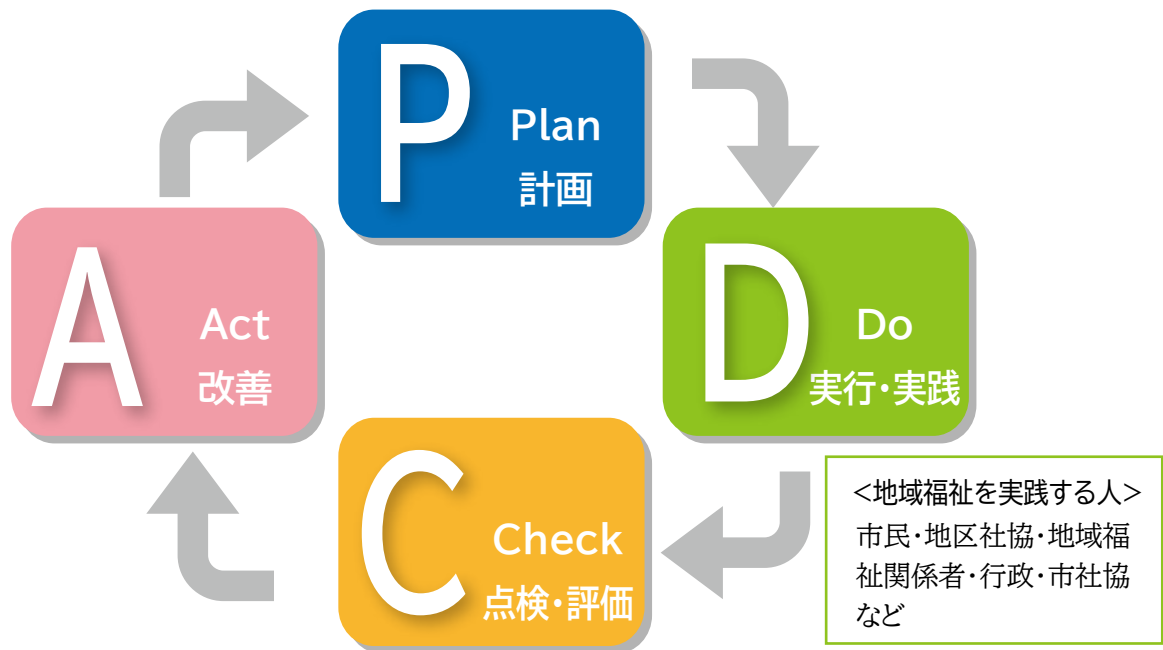 P
Plan
計画
D
Do
実行・実践
<地域福祉を実践する人>
市民・地区社協・地域福
祉関係者・行政・市社協
など
C
Check
点検・評価
A
Act
改善